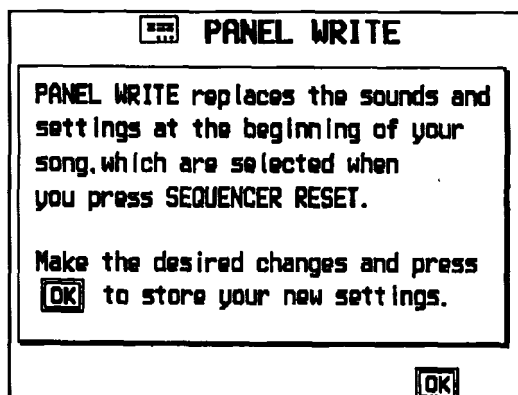 PANEL WRITE
PANEL WRITE replaces the sounds and
settings at the beginning of your
song, which are selected when
you press SEQUENCER RESET.
Make the desired changes and press
OK to store your new settings.
OK